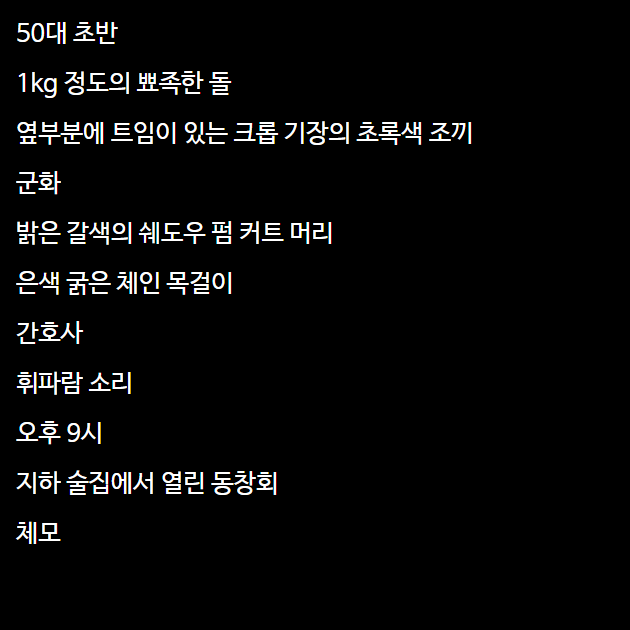 50대 초반
1kg 정도의 뾰족한 돌
옆부분에 트임이 있는 크롭 기장의 초록색 조끼
군화
밝은 갈색의 쉐도우 펌 커트 머리
은색 굵은 체인 목걸이
간호사
휘파람 소리
오후 9시
지하 술집에서 열린 동창회
체모